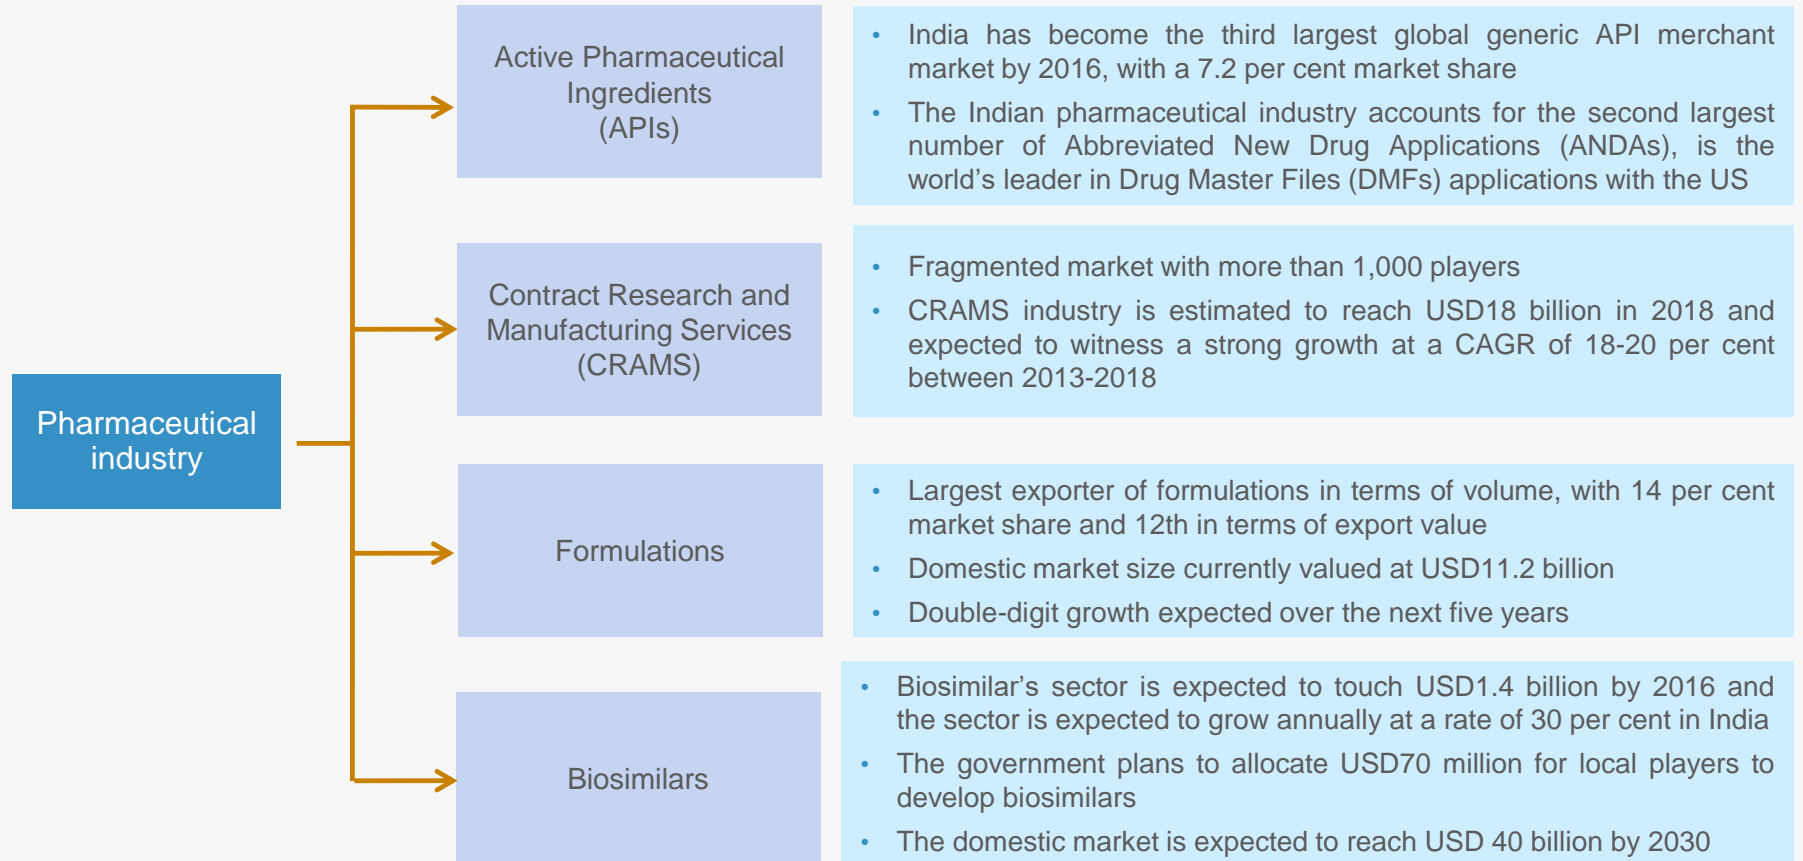 Pharmaceutical
industry
Active Pharmaceutical
Ingredients
(APIs)
• India has become the third largest global generic API merchant
market by 2016, with a 7.2 per cent market share
• The Indian pharmaceutical industry accounts for the second largest
number of Abbreviated New Drug Applications (ANDAs), is the
world’s leader in Drug Master Files (DMFs) applications with the US
Contract Research and
Manufacturing Services
(CRAMS)
• Fragmented market with more than 1,000 players
• CRAMS industry is estimated to reach USD18 billion in 2018 and
expected to witness a strong growth at a CAGR of 18-20 per cent
between 2013-2018
Formulations
• Largest exporter of formulations in terms of volume, with 14 per cent
market share and 12th in terms of export value
• Domestic market size currently valued at USD11.2 billion
• Double-digit growth expected over the next five years
Biosimilars
• Biosimilar’s sector is expected to touch USD1.4 billion by 2016 and
the sector is expected to grow annually at a rate of 30 per cent in India
• The government plans to allocate USD70 million for local players to
develop biosimilars
• The domestic market is expected to reach USD 40 billion by 2030